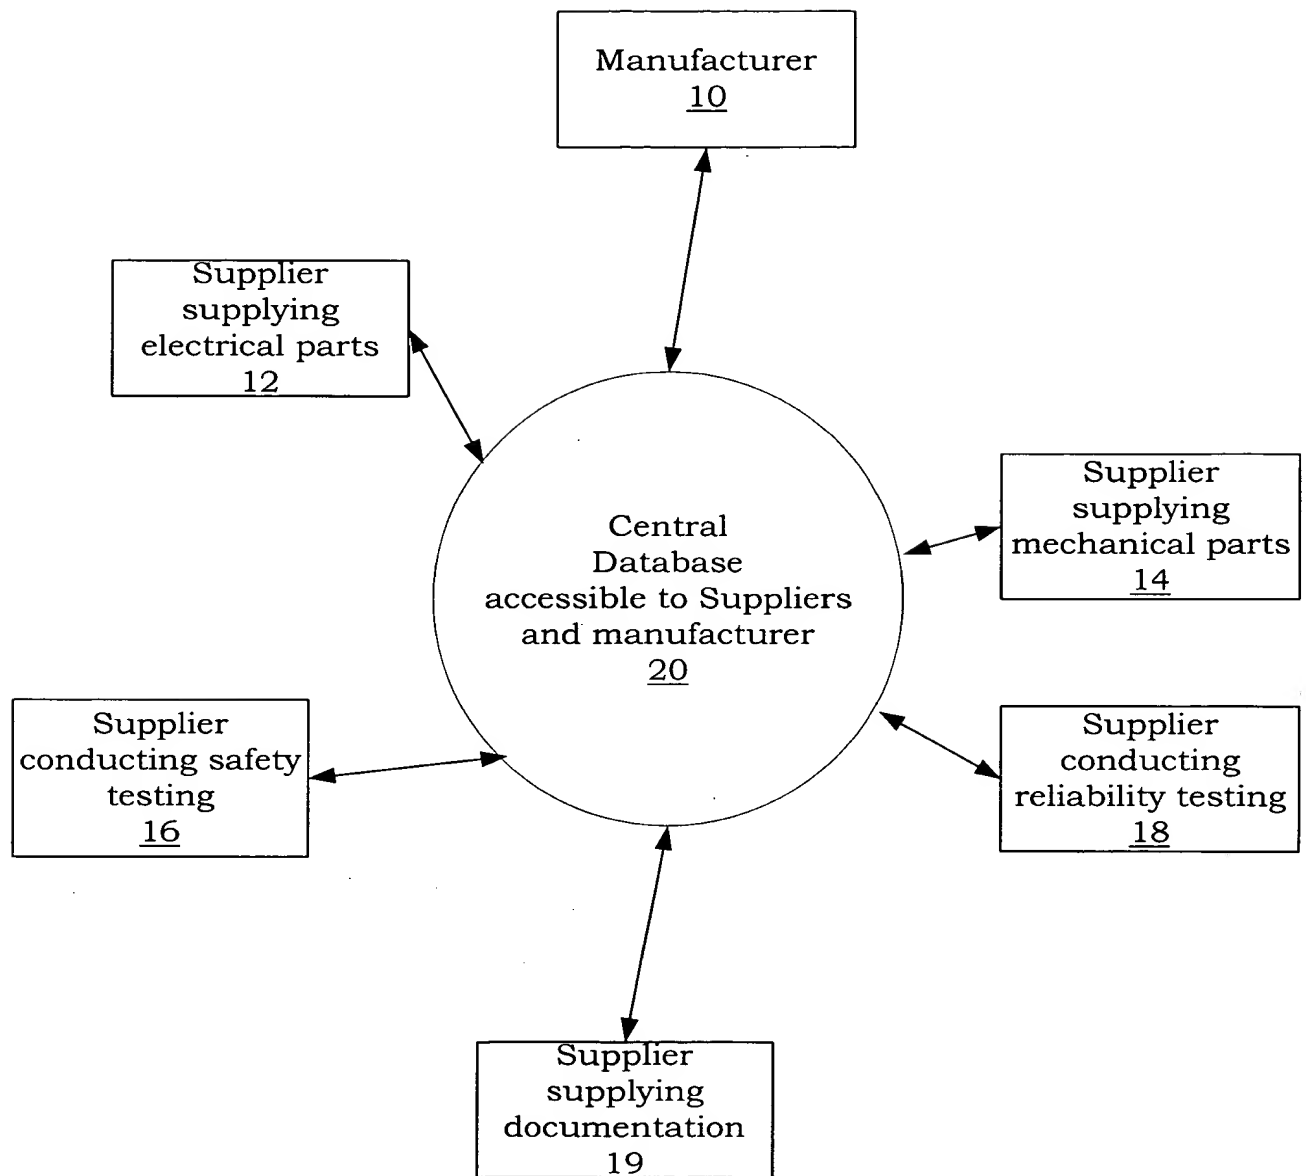 Manufacturer
10
Supplier
supplying
electrical parts
12
Supplier
supplying
mechanical parts
14
Central
Database
accessible to Suppliers
and manufacturer
20
Supplier
conducting safety
testing
16
Supplier
conducting
reliability testing
18
Supplier
supplying
documentation
19